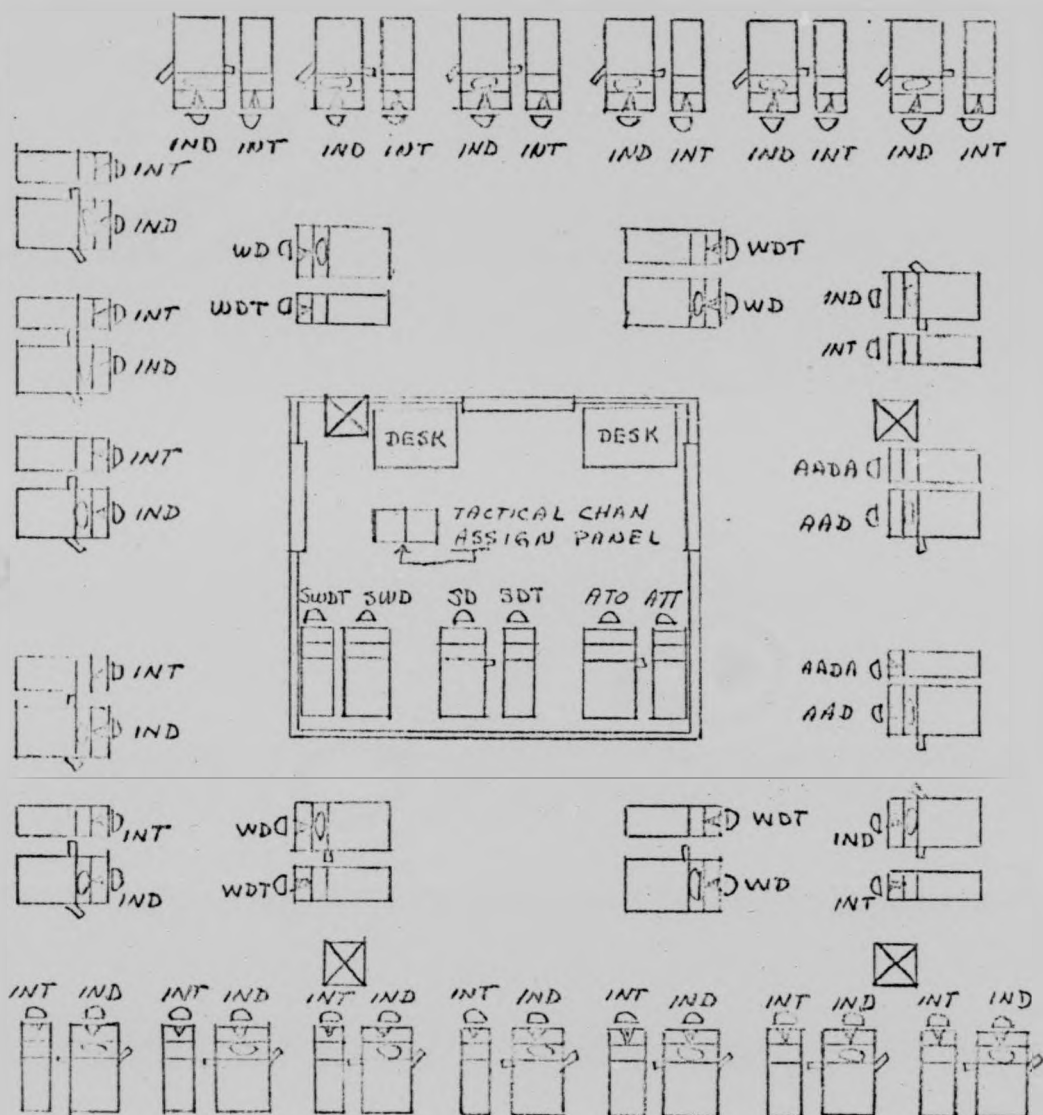 IND INT IND INT IND INT IND INT IND INT IND INT
INT
IND
WD
WDT
WDT
WD
INT
IND
IND
INT
INT
IND
DESK
DESK
TACTICAL CHAN
ASSIGN PANEL
AADA
AAD
SWDT SWD SD SDT ATO ATT
INT
IND
AADA
AAD
INT
IND
WD
WDT
WDT
WD
IND
INT
INT IND INT IND INT IND INT IND INT IND INT IND INT IND